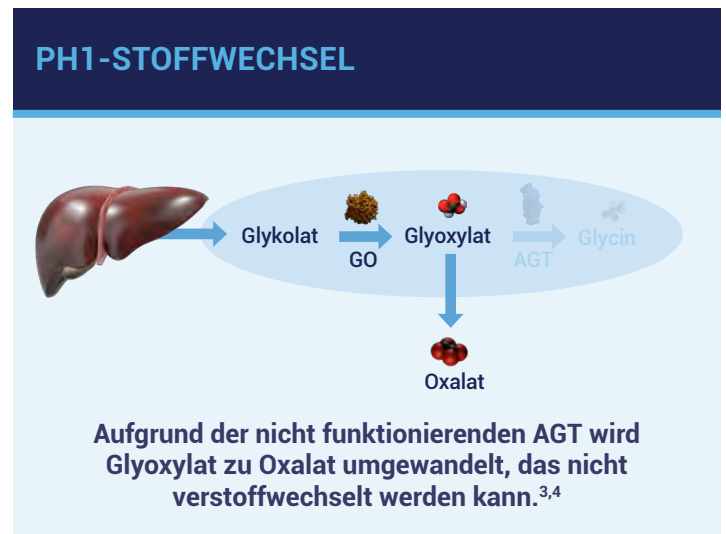 PH1-STOFFWECHSEL
Glykolat
GO
Glyoxylat
AGT
Glycin
Oxalat
Aufgrund der nicht funktionierenden AGT wird
Glyoxylat zu Oxalat umgewandelt, das nicht
verstoffwechselt werden kann.³,⁴